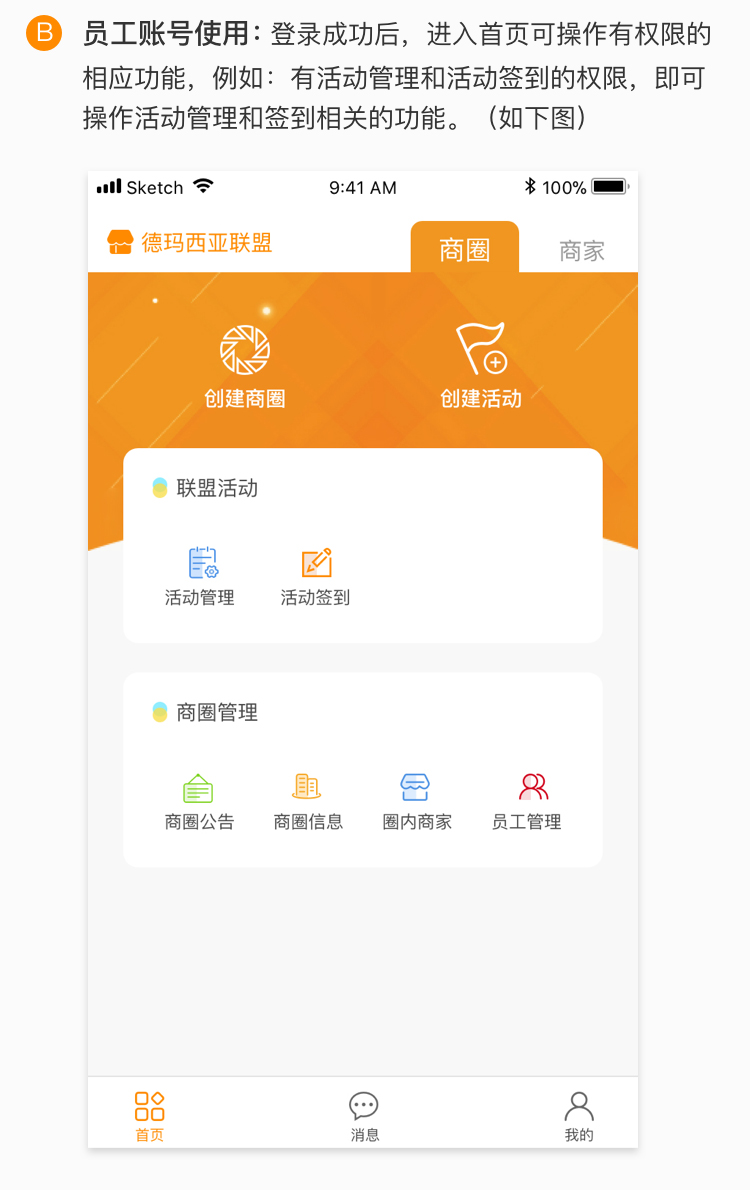 B 员工账号使用：登录成功后，进入首页可操作有权限的
相应功能，例如：有活动管理和活动签到的权限，即可
操作活动管理和签到相关的功能。（如下图）
Sketch 9:41 AM 100%
德玛西亚联盟 商圈 商家
创建商圈 创建活动
联盟活动
活动管理 活动签到
商圈管理
商圈公告 商圈信息 圈内商家 员工管理
首页 消息 我的